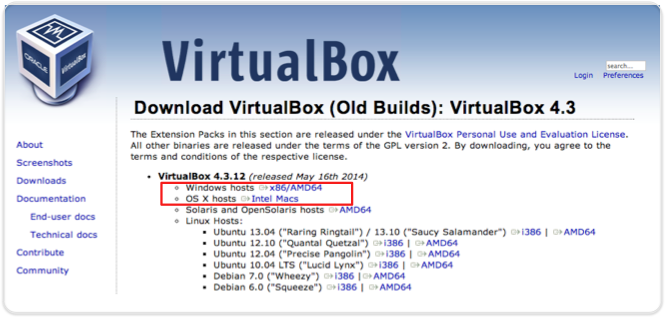 ORACLE
VirtualBox
VirtualBox
search...
Login Preferences
Download VirtualBox (Old Builds): VirtualBox 4.3
The Extension Packs in this section are released under the VirtualBox Personal Use and Evaluation License.
All other binaries are released under the terms of the GPL version 2. By downloading, you agree to the
terms and conditions of the respective license.
About
Screenshots
Downloads
Documentation
End-user docs
Technical docs
Contribute
Community
• VirtualBox 4.3.12 (released May 16th 2014)
Windows hosts x86/AMD64
OS X hosts Intel Macs
Solaris and OpenSolaris hosts AMD64
Linux Hosts:
Ubuntu 13.04 ("Raring Ringtail") / 13.10 ("Saucy Salamander") i386 | AMD64
Ubuntu 12.10 ("Quantal Quetzal") i386 | AMD64
Ubuntu 12.04 ("Precise Pangolin") i386 | AMD64
Ubuntu 10.04 LTS ("Lucid Lynx") i386 | AMD64
Debian 7.0 ("Wheezy") i386 | AMD64
Debian 6.0 ("Squeeze") i386 | AMD64